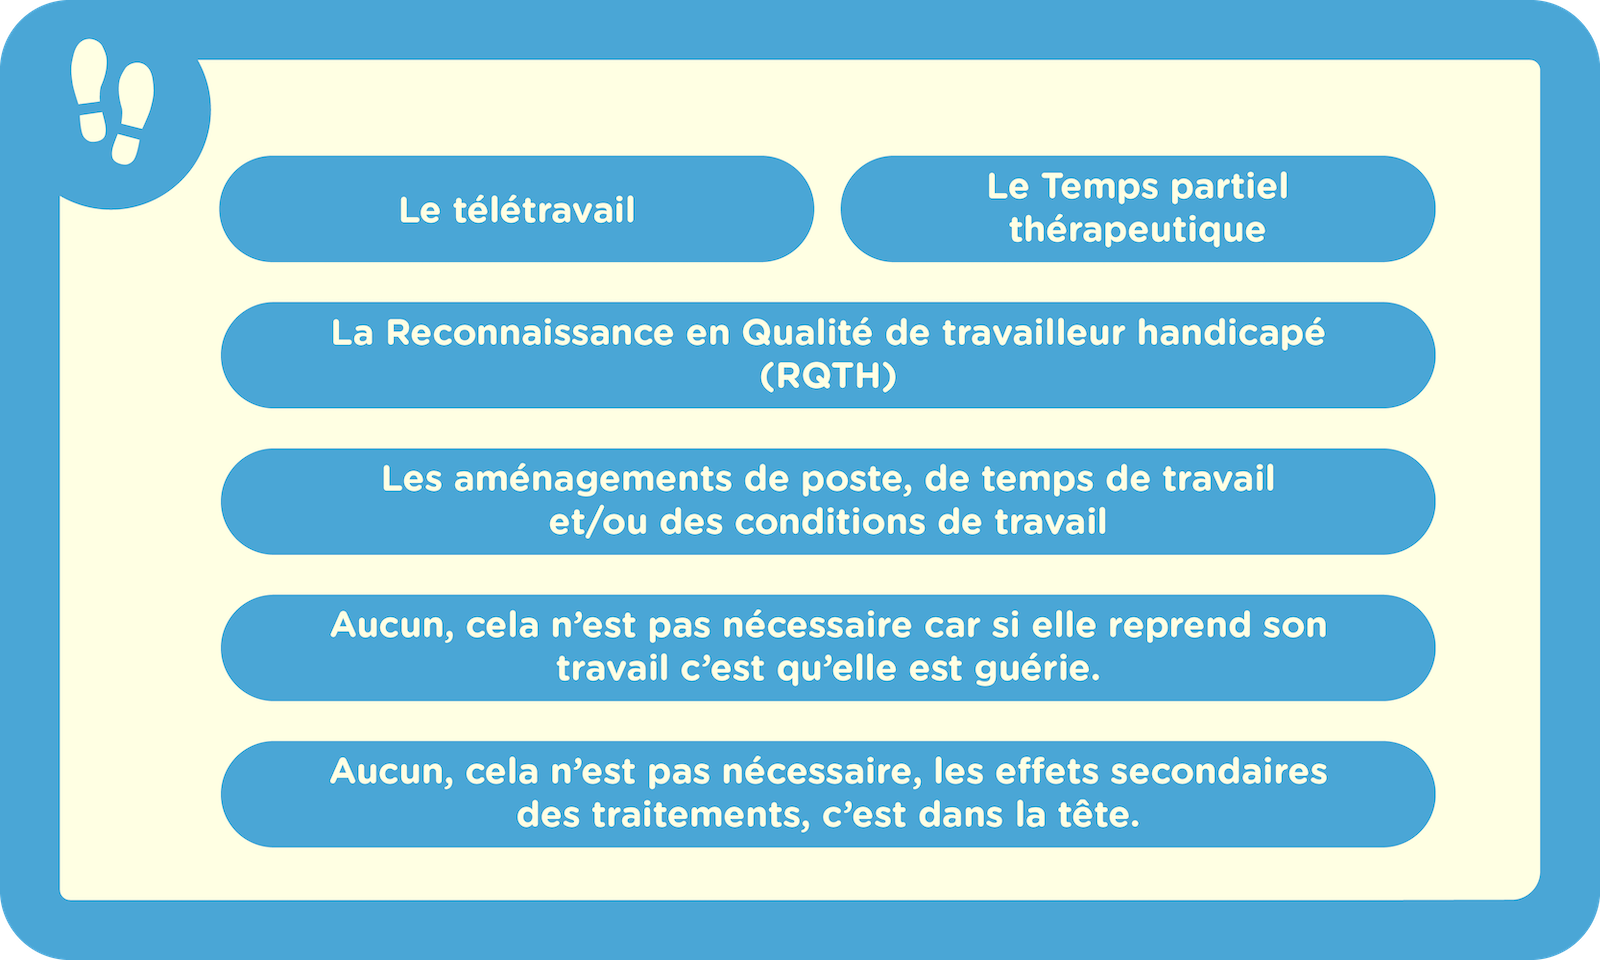 Le télétravail
Le Temps partiel
thérapeutique
La Reconnaissance en Qualité de travailleur handicapé
(RQTH)
Les aménagements de poste, de temps de travail
et/ou des conditions de travail
Aucun, cela n’est pas nécessaire car si elle reprend son
travail c’est qu’elle est guérie.
Aucun, cela n’est pas nécessaire, les effets secondaires
des traitements, c’est dans la tête.